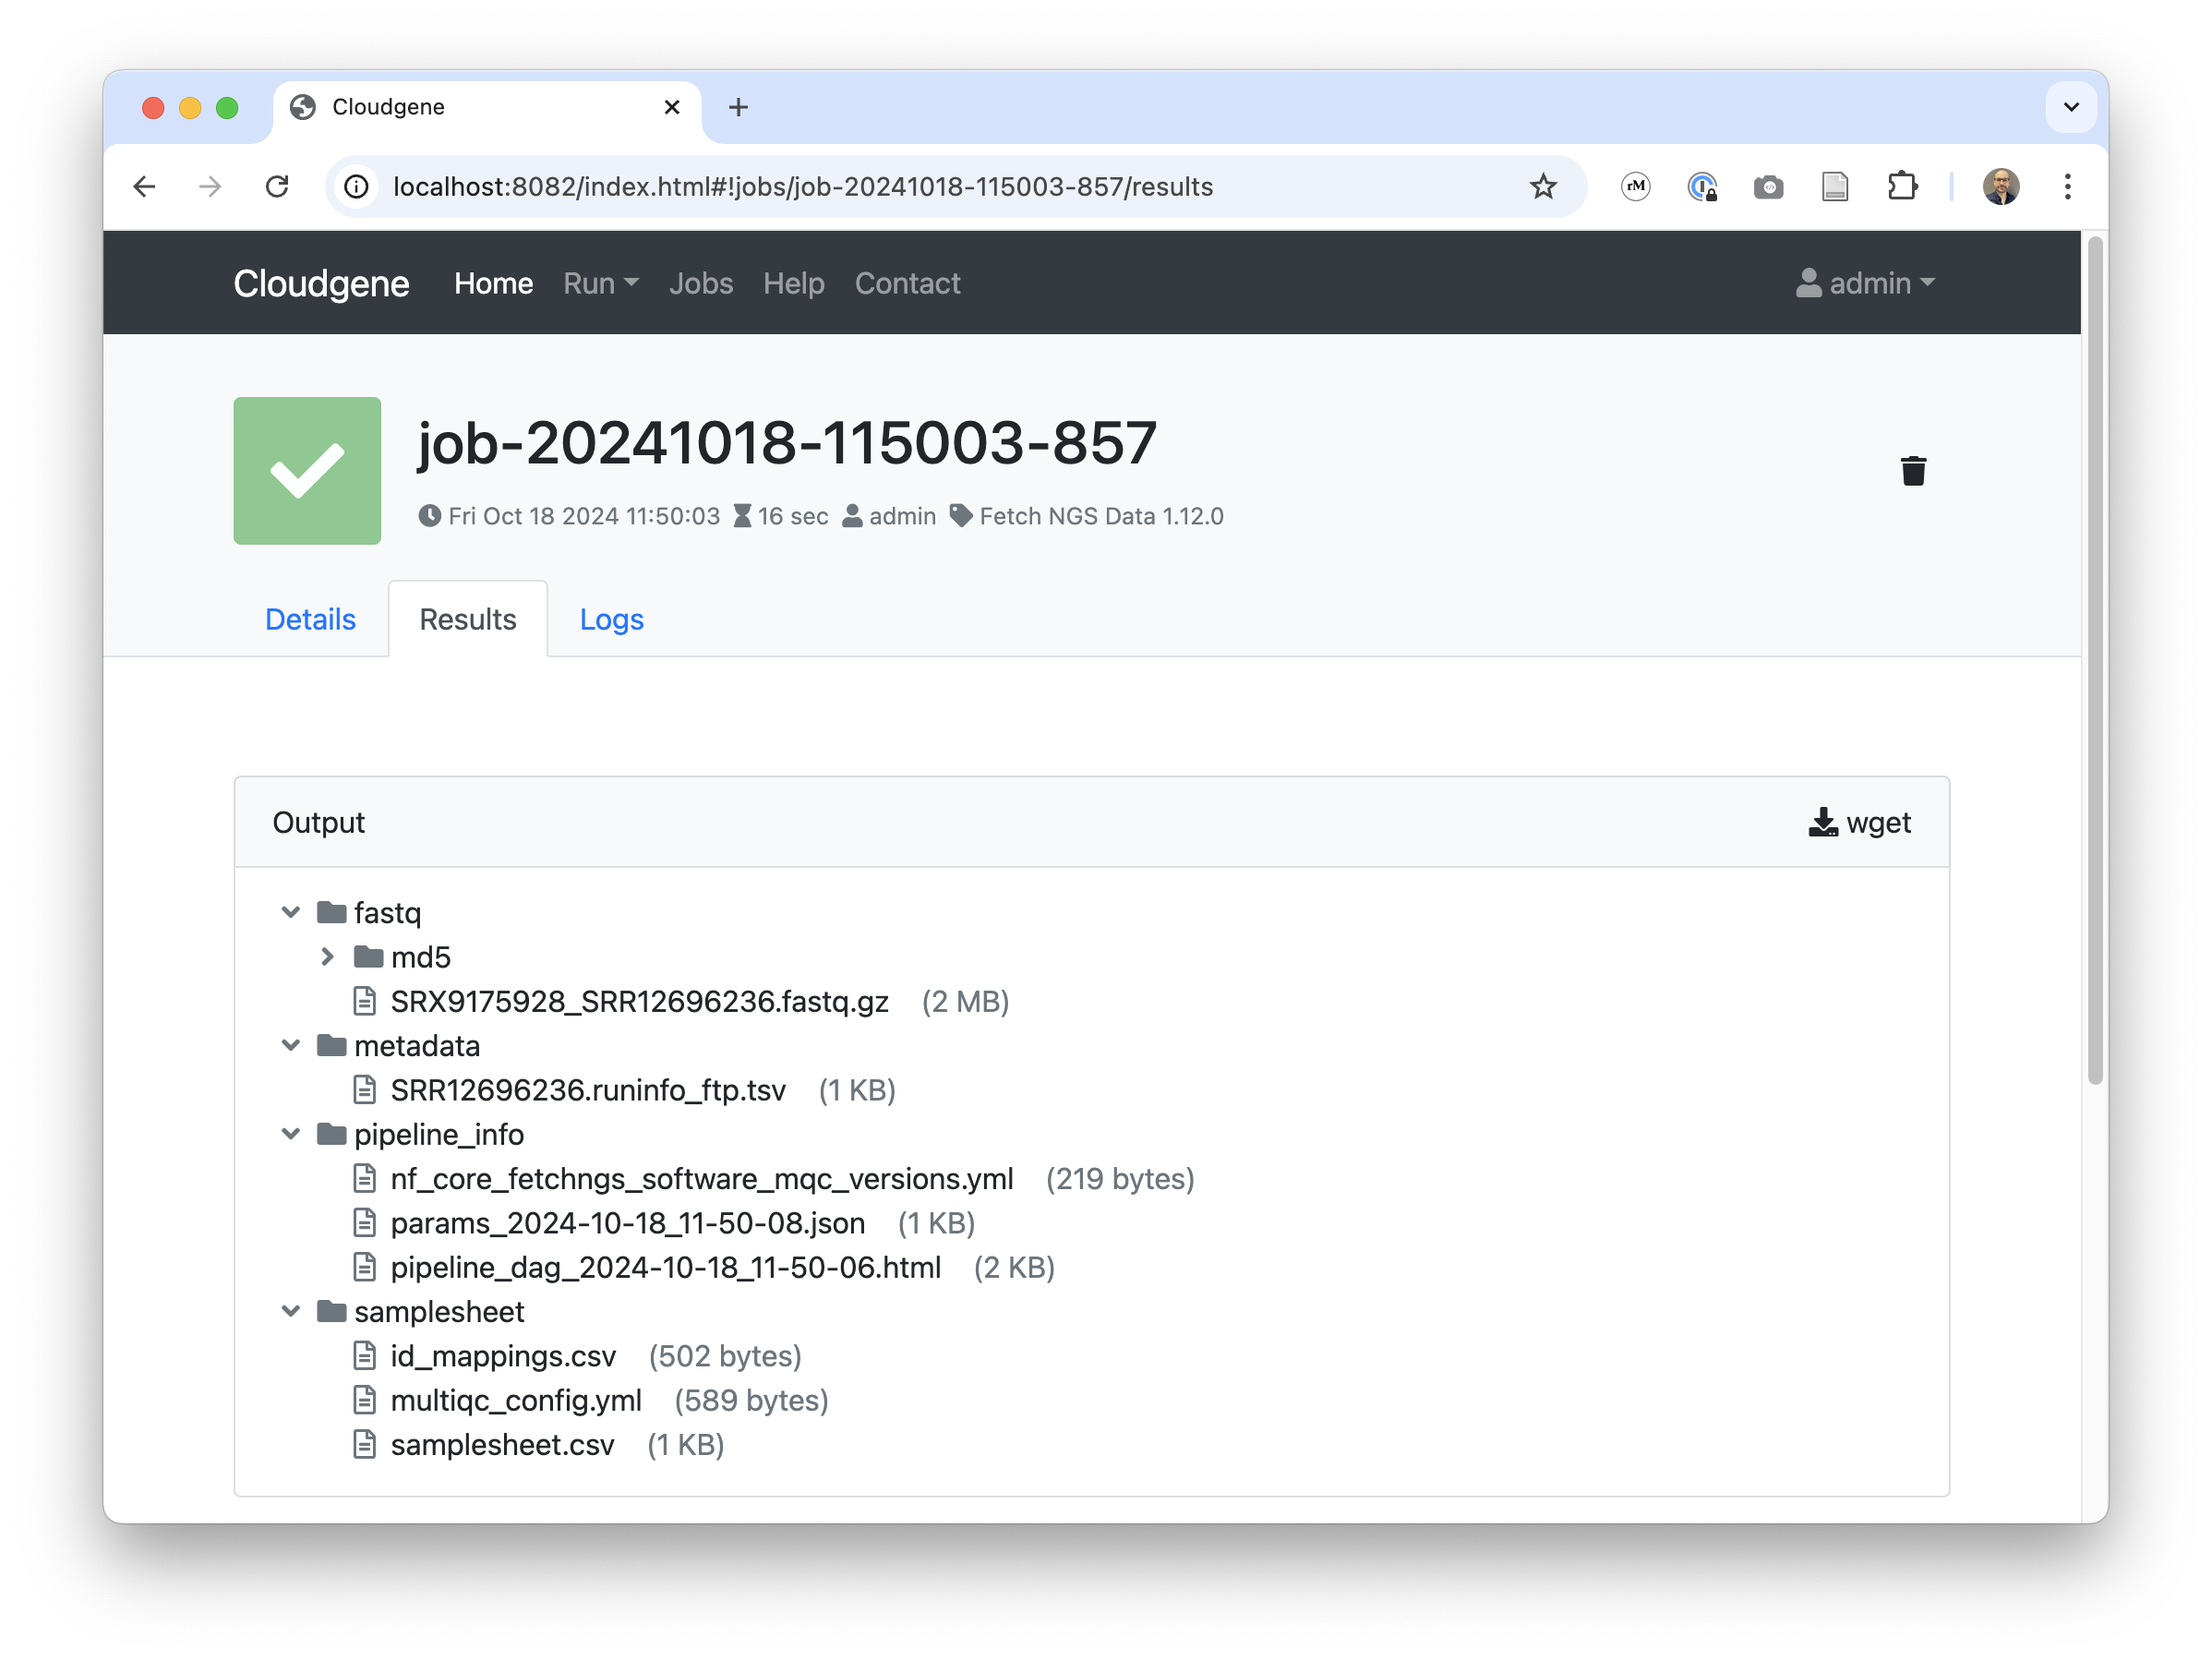 Cloudgene
localhost:8082/index.html#!jobs/job-20241018-115003-857/results
rM
Cloudgene Home Run Jobs Help Contact admin
job-20241018-115003-857
Fri Oct 18 2024 11:50:03 16 sec admin Fetch NGS Data 1.12.0
Details Results Logs
Output wget
fastq
md5
SRX9175928_SRR12696236.fastq.gz (2 MB)
metadata
SRR12696236.runinfo_ftp.tsv (1 KB)
pipeline_info
nf_core_fetchngs_software_mqc_versions.yml (219 bytes)
params_2024-10-18_11-50-08.json (1 KB)
pipeline_dag_2024-10-18_11-50-06.html (2 KB)
samplesheet
id_mappings.csv (502 bytes)
multiqc_config.yml (589 bytes)
samplesheet.csv (1 KB)